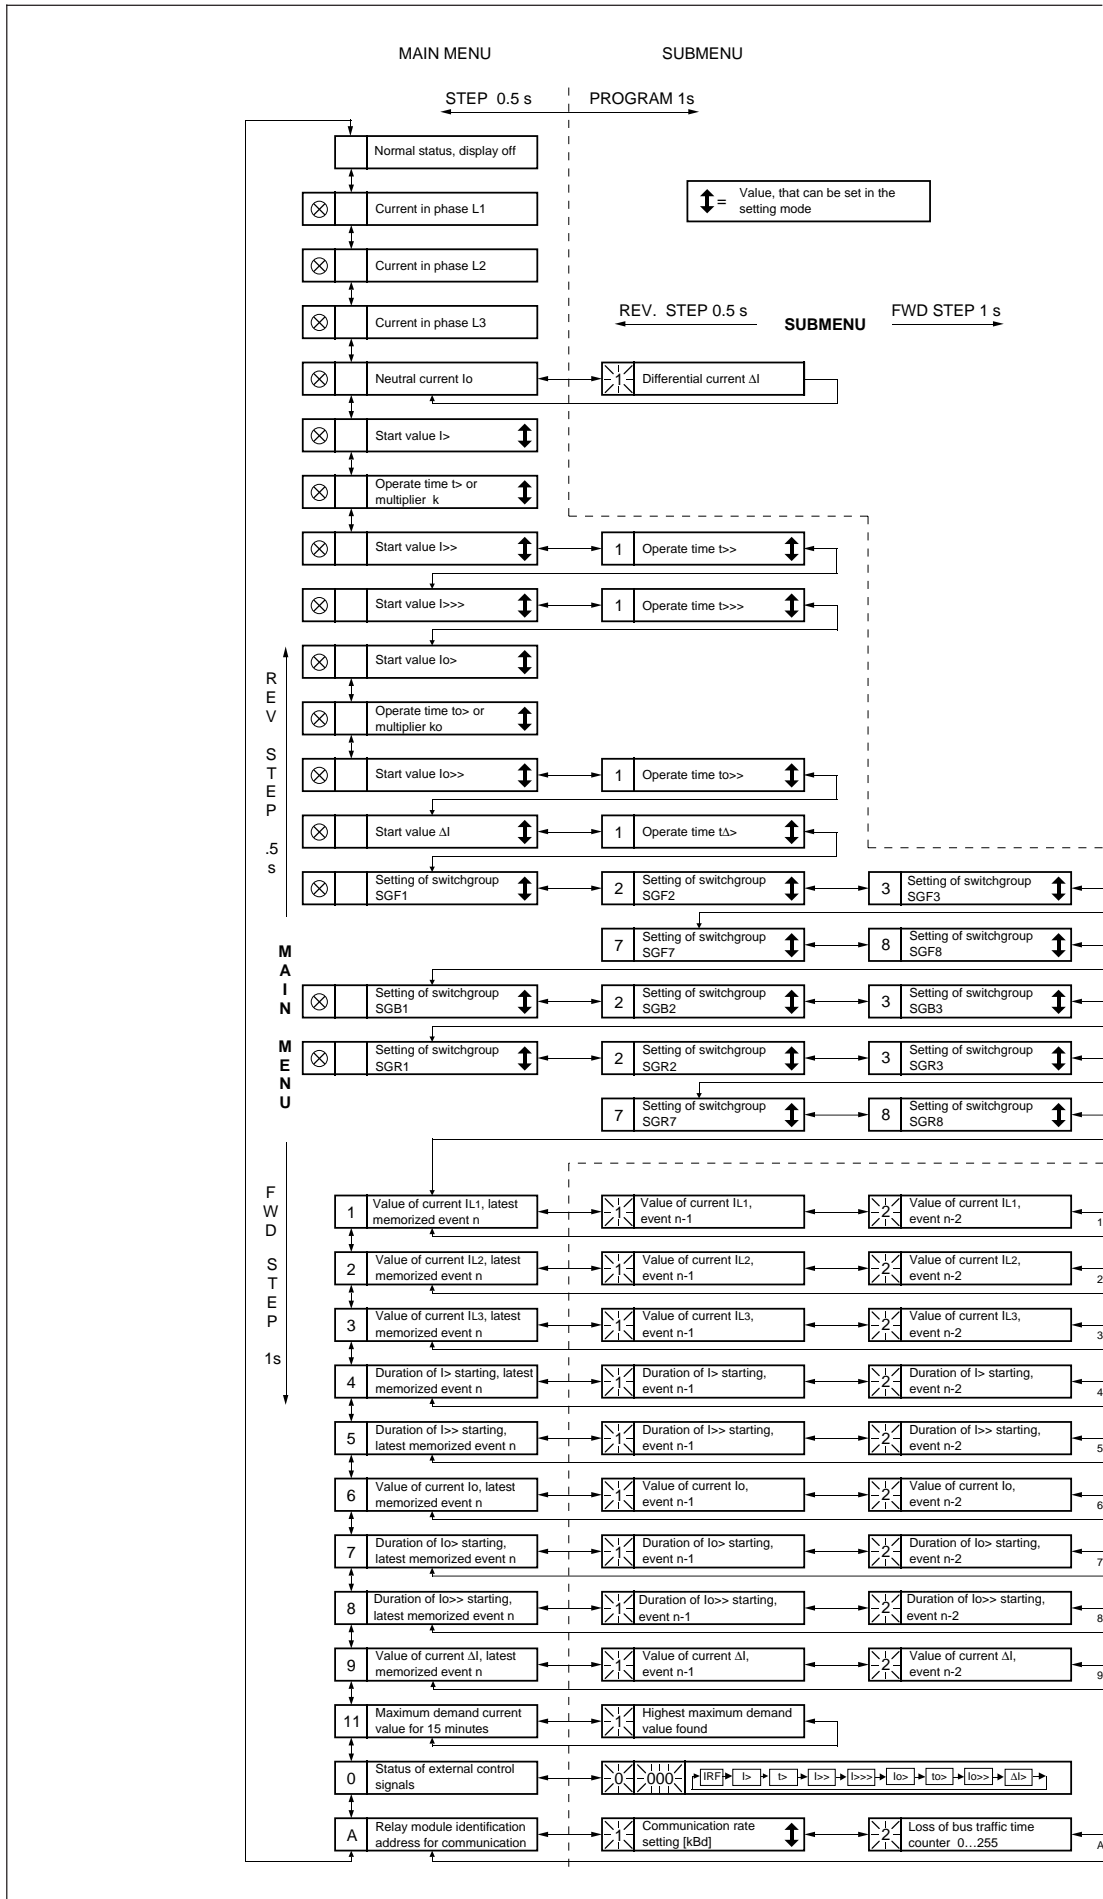 MAIN MENU
SUBMENU
STEP 0.5 s
PROGRAM 1s
Normal status, display off
= Value, that can be set in the
setting mode
Current in phase L1
Current in phase L2
Current in phase L3
REV. STEP 0.5 s
SUBMENU
FWD STEP 1 s
Neutral current Io
1 Differential current ∆I
Start value I>
Operate time t> or
multiplier k
Start value I>>
1 Operate time t>>
Start value I>>>
1 Operate time t>>>
Start value Io>
Operate time to> or
multiplier ko
Start value Io>>
1 Operate time to>>
Start value ∆I
1 Operate time t∆>
Setting of switchgroup
SGF1
2 Setting of switchgroup
SGF2
3 Setting of switchgroup
SGF3
7 Setting of switchgroup
SGF7
8 Setting of switchgroup
SGF8
Setting of switchgroup
SGB1
2 Setting of switchgroup
SGB2
3 Setting of switchgroup
SGB3
Setting of switchgroup
SGR1
2 Setting of switchgroup
SGR2
3 Setting of switchgroup
SGR3
7 Setting of switchgroup
SGR7
8 Setting of switchgroup
SGR8
REV STEP .5 s
MAIN MENU
FWD STEP 1s
1 Value of current IL1, latest
memorized event n
1 Value of current IL1,
event n-1
2 Value of current IL1,
event n-2
1
2 Value of current IL2, latest
memorized event n
1 Value of current IL2,
event n-1
2 Value of current IL2,
event n-2
2
3 Value of current IL3, latest
memorized event n
1 Value of current IL3,
event n-1
2 Value of current IL3,
event n-2
3
4 Duration of I> starting, latest
memorized event n
1 Duration of I> starting,
event n-1
2 Duration of I> starting,
event n-2
4
5 Duration of I>> starting,
latest memorized event n
1 Duration of I>> starting,
event n-1
2 Duration of I>> starting,
event n-2
5
6 Value of current Io, latest
memorized event n
1 Value of current Io,
event n-1
2 Value of current Io,
event n-2
6
7 Duration of Io> starting,
latest memorized event n
1 Duration of Io> starting,
event n-1
2 Duration of Io> starting,
event n-2
7
8 Duration of Io>> starting,
latest memorized event n
1 Duration of Io>> starting,
event n-1
2 Duration of Io>> starting,
event n-2
8
9 Value of current ∆I, latest
memorized event n
1 Value of current ∆I,
event n-1
2 Value of current ∆I,
event n-2
9
11 Maximum demand current
value for 15 minutes
1 Highest maximum demand
value found
0 Status of external control
signals
0 000 IRF I> t> I>> I>>> Io> to> Io>> ∆I>
A Relay module identification
address for communication
1 Communication rate
setting [kBd]
2 Loss of bus traffic time
counter 0...255
A